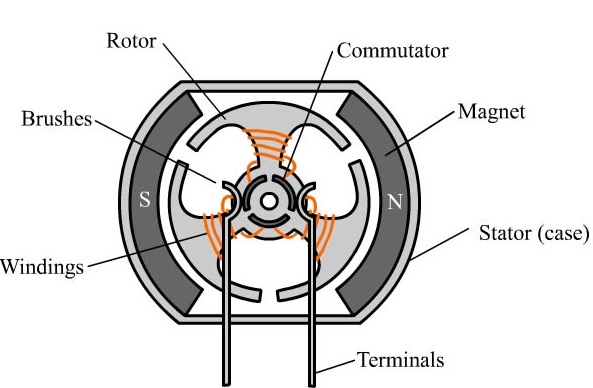 Rotor
Commutator
Brushes
Magnet
S
N
Stator (case)
Windings
Terminals